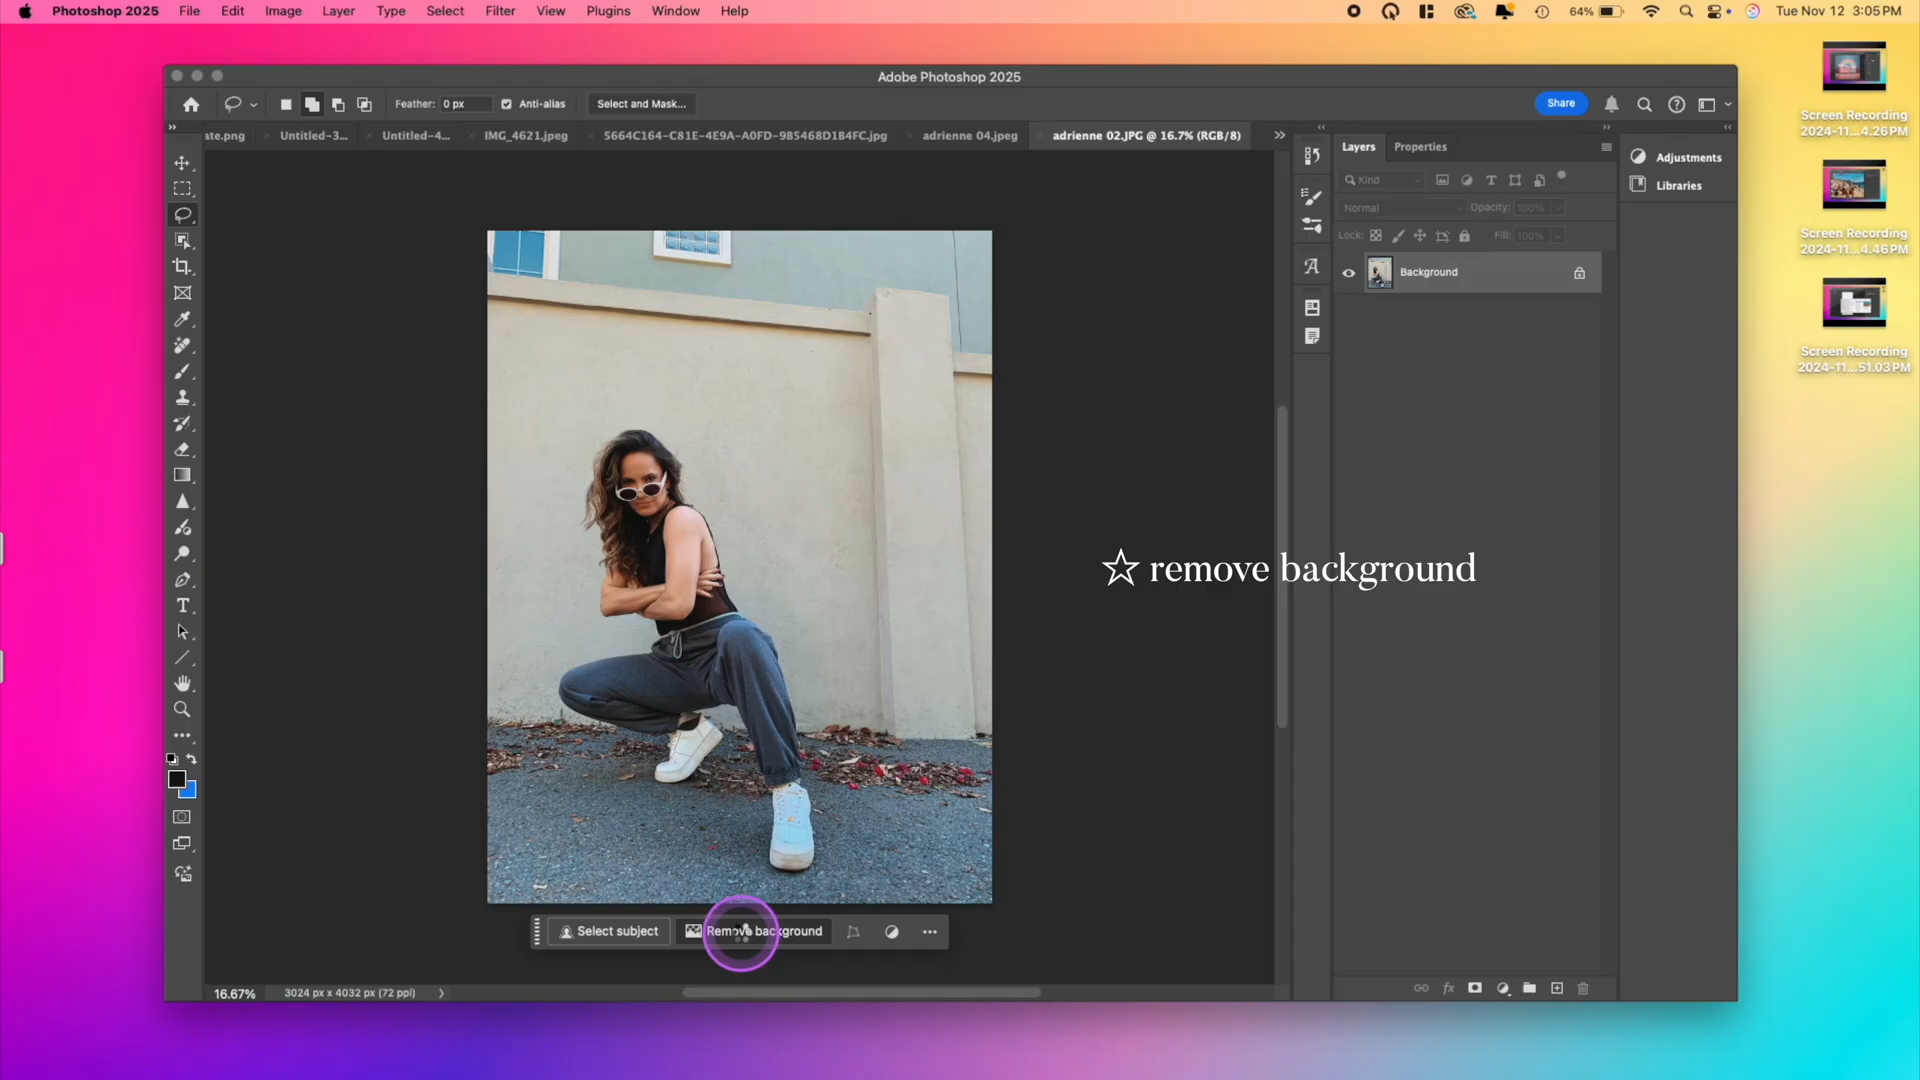 Photoshop 2025 File Edit Image Layer Type Select Filter View Plugins Window Help 64% Tue Nov 12 3:05 PM
Adobe Photoshop 2025
Feather: 0 px Anti-alias Select and Mask... Share
ate.png Untitled-3... Untitled-4... IMG_4621.jpeg 5664C164-C81E-4E9A-A0FD-9B5468D1B4FC.jpg adrienne 04.jpeg adrienne 02.JPG @ 16.7% (RGB/8)
Layers Properties
Adjustments
Libraries
Kind
Normal Opacity: 100%
Lock: Fill: 100%
Background
Screen Recording
2024-11...4.26 PM
Screen Recording
2024-11...4.46 PM
Screen Recording
2024-11...51.03 PM
☆ remove background
Select subject Remove background
16.67% 3024 px x 4032 px (72 ppi)
fx